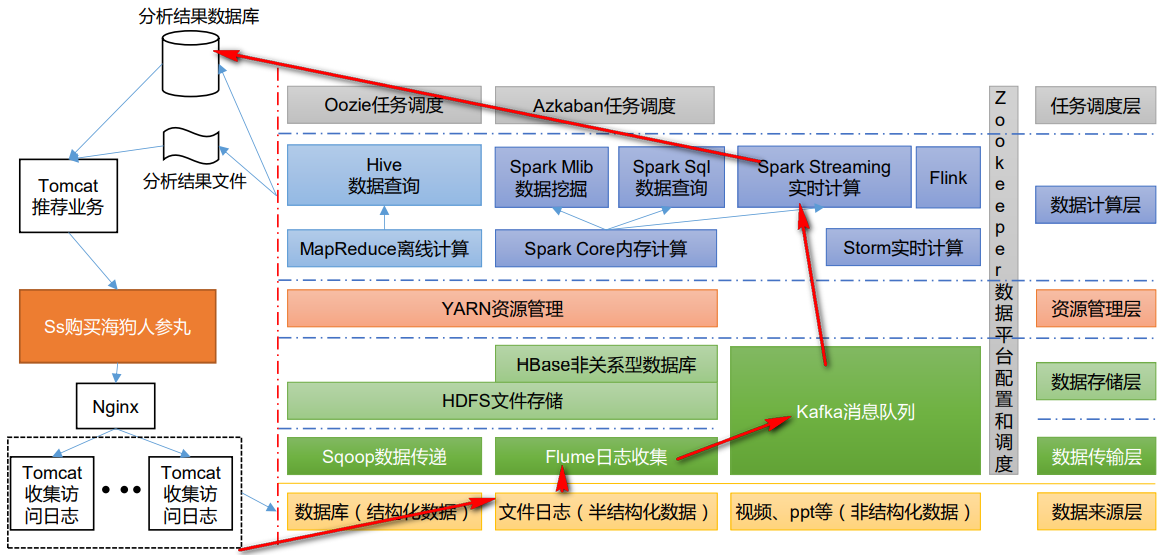 分析结果数据库
分析结果文件
Tomcat
推荐业务
Ss购买海狗人参丸
Nginx
Tomcat
收集访
问日志
Tomcat
收集访
问日志
Oozie任务调度
Azkaban任务调度
任务调度层
Hive
数据查询
Spark Mlib
数据挖掘
Spark Sql
数据查询
Spark Streaming
实时计算
Flink
数据计算层
MapReduce离线计算
Spark Core内存计算
Storm实时计算
YARN资源管理
资源管理层
HBase非关系型数据库
HDFS文件存储
Kafka消息队列
数据存储层
Sqoop数据传递
Flume日志收集
数据传输层
数据库（结构化数据）
文件日志（半结构化数据）
视频、ppt等（非结构化数据）
数据来源层
Zookeeper数据平台配置和调度